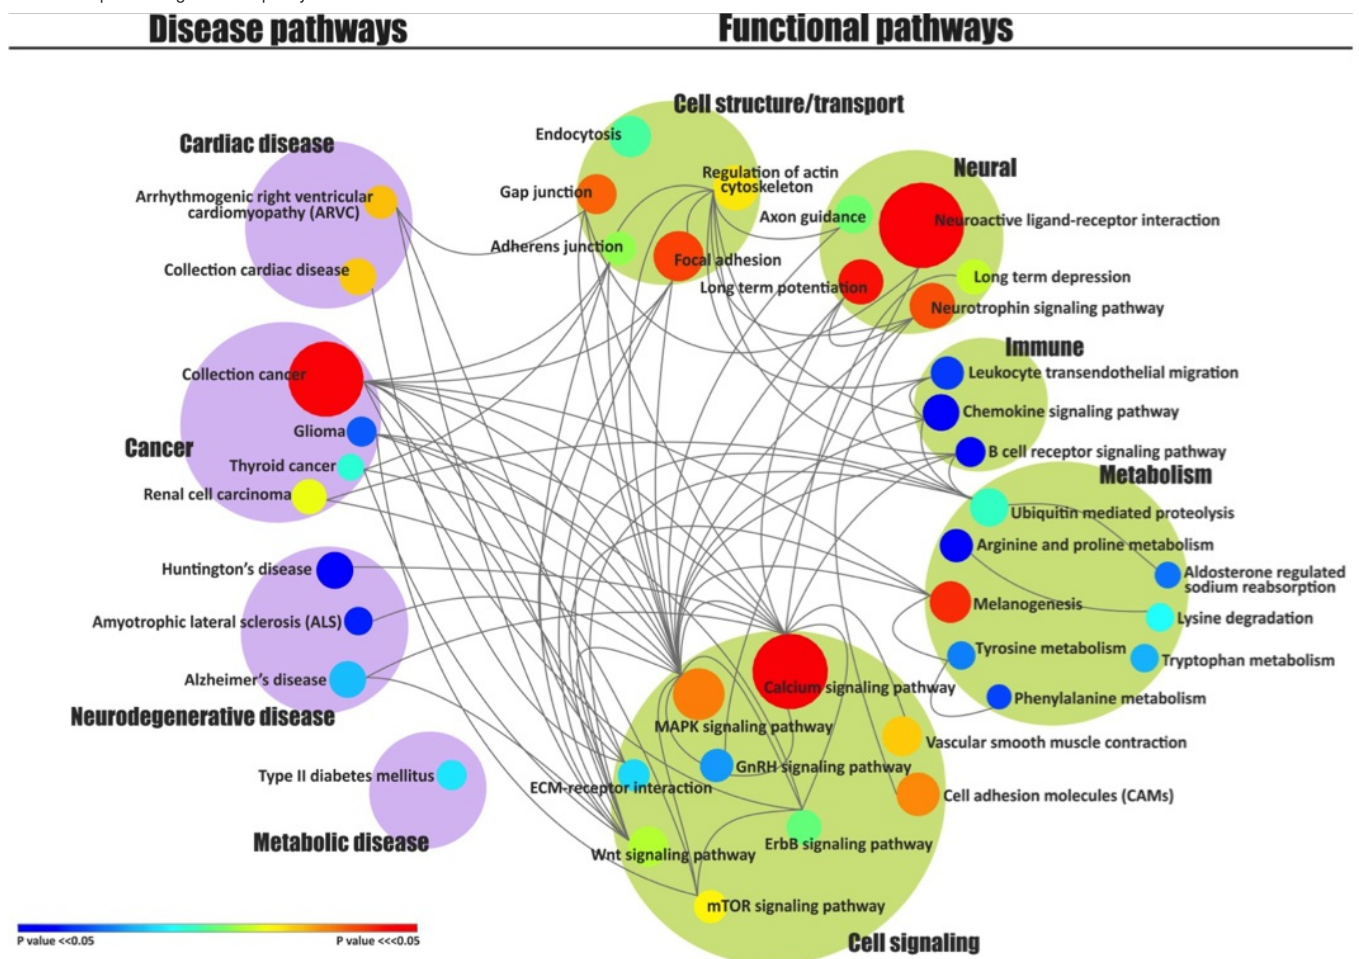 Disease pathways
Functional pathways
Cell structure/transport
Cardiac disease
Endocytosis
Neural
Regulation of actin
cytoskeleton
Arrhythmogenic right ventricular
cardiomyopathy (ARVC)
Gap junction
Axon guidance
Neuroactive ligand-receptor interaction
Adherens junction
Focal adhesion
Collection cardiac disease
Long term potentiation
Long term depression
Neurotrophin signaling pathway
Immune
Collection cancer
Leukocyte transendothelial migration
Chemokine signaling pathway
Glioma
Cancer
B cell receptor signaling pathway
Thyroid cancer
Metabolism
Renal cell carcinoma
Ubiquitin mediated proteolysis
Arginine and proline metabolism
Huntington's disease
Aldosterone regulated
sodium reabsorption
Melanogenesis
Amyotrophic lateral sclerosis (ALS)
Lysine degradation
Tyrosine metabolism
Tryptophan metabolism
Alzheimer's disease
Calcium signaling pathway
Phenylalanine metabolism
Neurodegenerative disease
MAPK signaling pathway
Vascular smooth muscle contraction
GnRH signaling pathway
Type II diabetes mellitus
ECM-receptor interaction
Cell adhesion molecules (CAMs)
Metabolic disease
ErbB signaling pathway
Wnt signaling pathway
mTOR signaling pathway
P value <<0.05
P value <<<0.05
Cell signaling